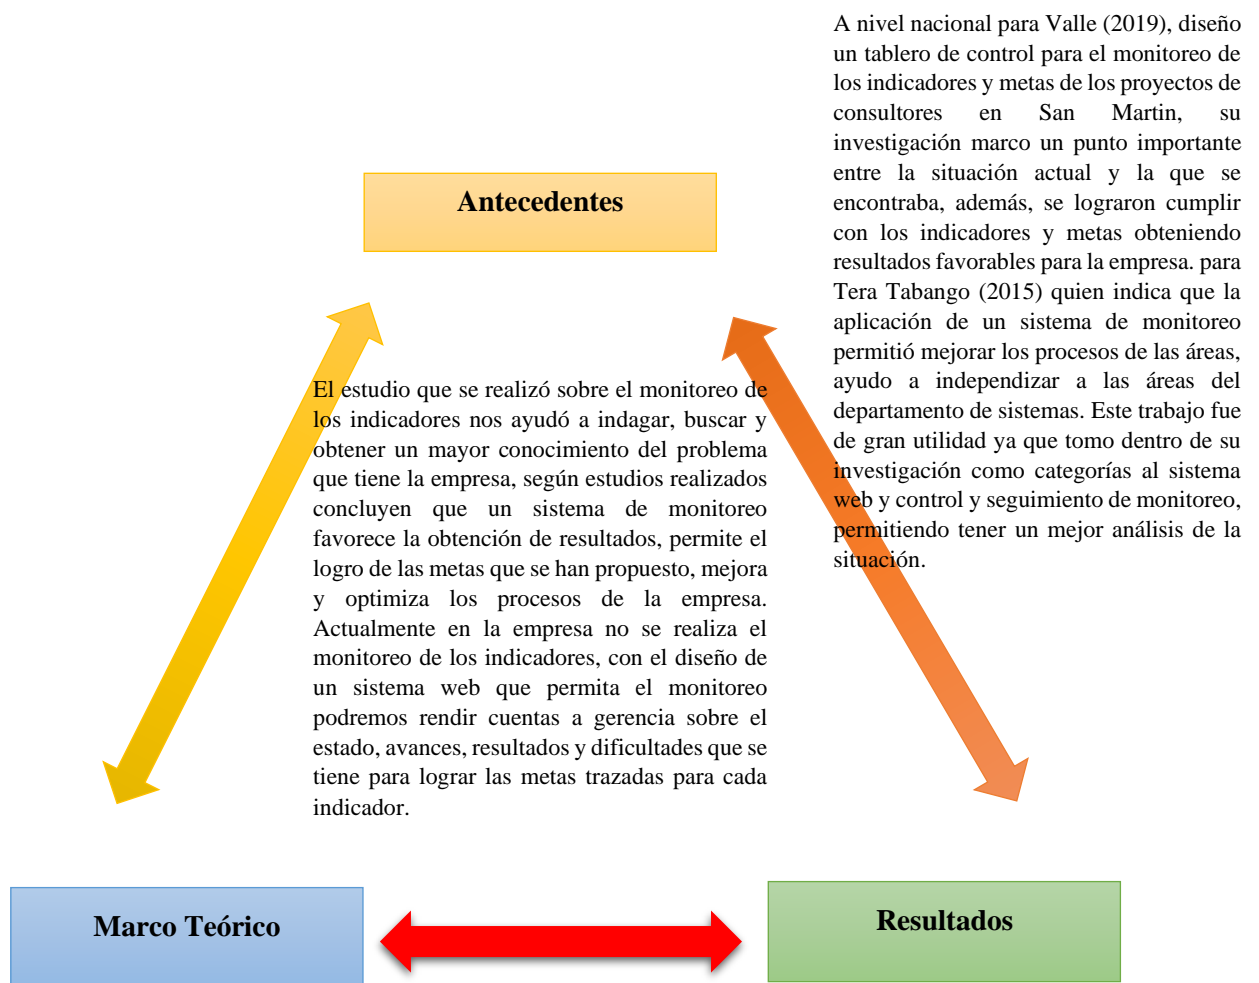 A nivel nacional para Valle (2019), diseño
un tablero de control para el monitoreo de
los indicadores y metas de los proyectos de
consultores en San Martin, su
investigación marco un punto importante
entre la situación actual y la que se
encontraba, además, se lograron cumplir
con los indicadores y metas obteniendo
resultados favorables para la empresa. para
Tera Tabango (2015) quien indica que la
aplicación de un sistema de monitoreo
permitió mejorar los procesos de las áreas,
ayudo a independizar a las áreas del
departamento de sistemas. Este trabajo fue
de gran utilidad ya que tomo dentro de su
investigación como categorías al sistema
web y control y seguimiento de monitoreo,
permitiendo tener un mejor análisis de la
situación.
Antecedentes
El estudio que se realizó sobre el monitoreo de
los indicadores nos ayudó a indagar, buscar y
obtener un mayor conocimiento del problema
que tiene la empresa, según estudios realizados
concluyen que un sistema de monitoreo
favorece la obtención de resultados, permite el
logro de las metas que se han propuesto, mejora
y optimiza los procesos de la empresa.
Actualmente en la empresa no se realiza el
monitoreo de los indicadores, con el diseño de
un sistema web que permita el monitoreo
podremos rendir cuentas a gerencia sobre el
estado, avances, resultados y dificultades que se
tiene para lograr las metas trazadas para cada
indicador.
Marco Teórico
Resultados